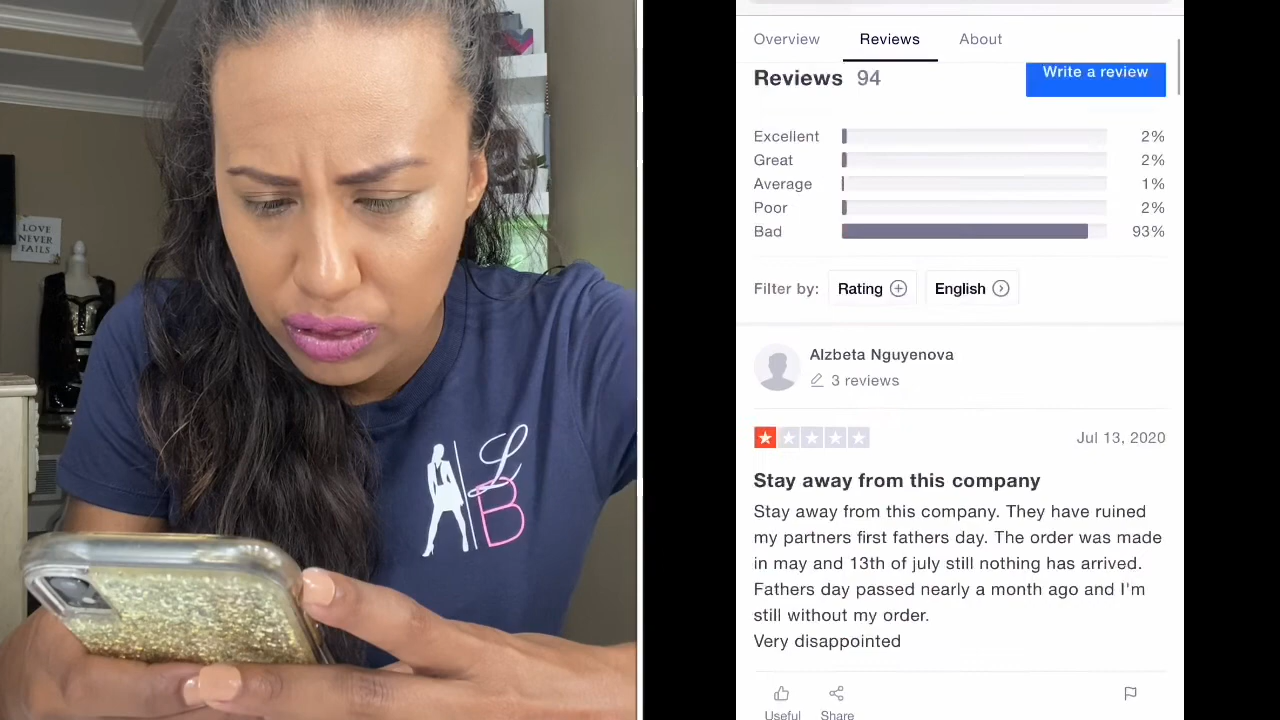 LOVE
NEVER
FAILS
LB
Overview Reviews About
Reviews 94 Write a review
Excellent 2%
Great 2%
Average 1%
Poor 2%
Bad 93%
Filter by: Rating English
Alzbeta Nguyenova
3 reviews
Jul 13, 2020
Stay away from this company
Stay away from this company. They have ruined
my partners first fathers day. The order was made
in may and 13th of july still nothing has arrived.
Fathers day passed nearly a month ago and I'm
still without my order.
Very disappointed
Useful Share